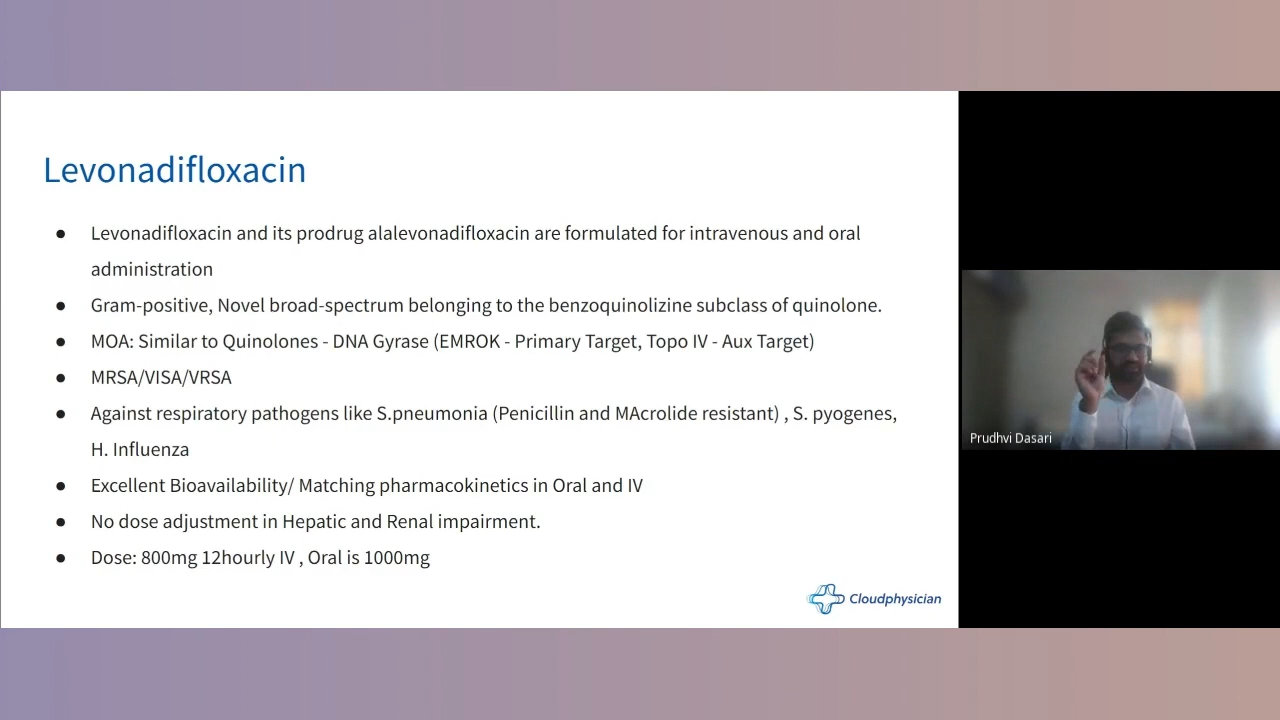 Levonadifloxacin
● Levonadifloxacin and its prodrug alalevonadifloxacin are formulated for intravenous and oral
administration
● Gram-positive, Novel broad-spectrum belonging to the benzoquinolizine subclass of quinolone.
● MOA: Similar to Quinolones - DNA Gyrase (EMROK - Primary Target, Topo IV - Aux Target)
● MRSA/VISA/VRSA
● Against respiratory pathogens like S.pneumonia (Penicillin and MAcrolide resistant) , S. pyogenes,
H. Influenza
● Excellent Bioavailability/ Matching pharmacokinetics in Oral and IV
● No dose adjustment in Hepatic and Renal impairment.
● Dose: 800mg 12hourly IV , Oral is 1000mg
Cloudphysician
Prudhvi Dasari